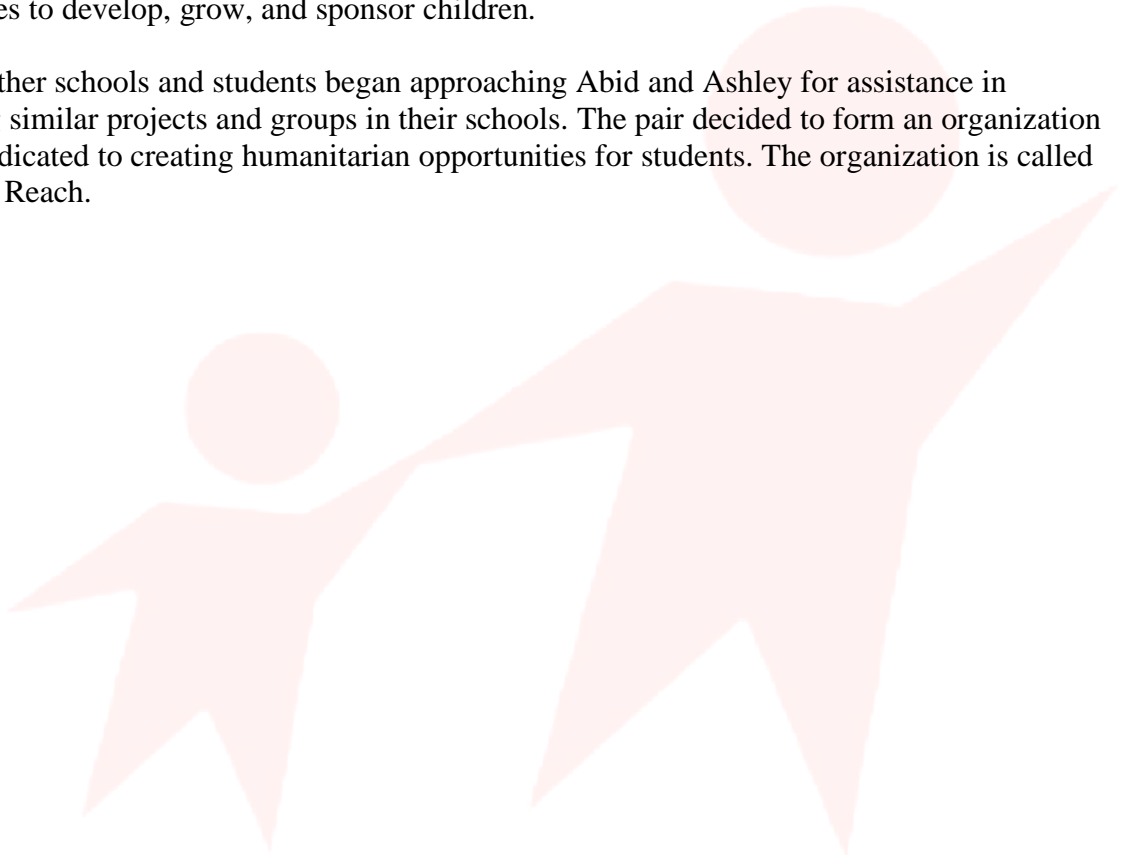 es to develop, grow, and sponsor children.
ther schools and students began approaching Abid and Ashley for assistance in
similar projects and groups in their schools. The pair decided to form an organization
dicated to creating humanitarian opportunities for students. The organization is called
Reach.